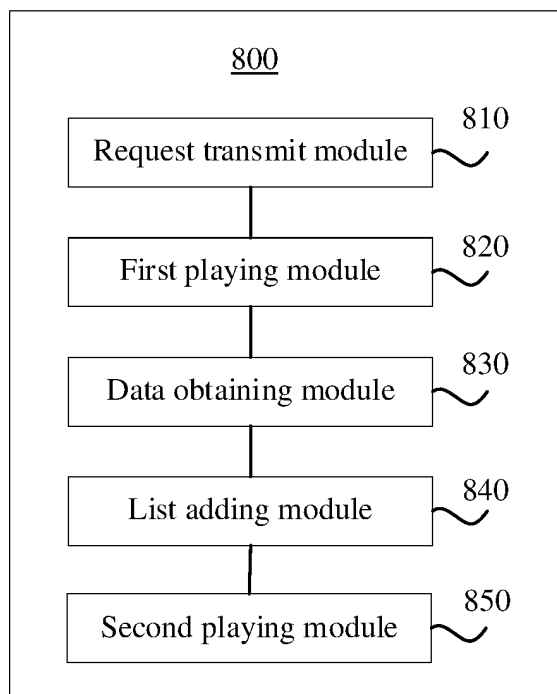 800
810
Request transmit module
820
First playing module
830
Data obtaining module
840
List adding module
850
Second playing module